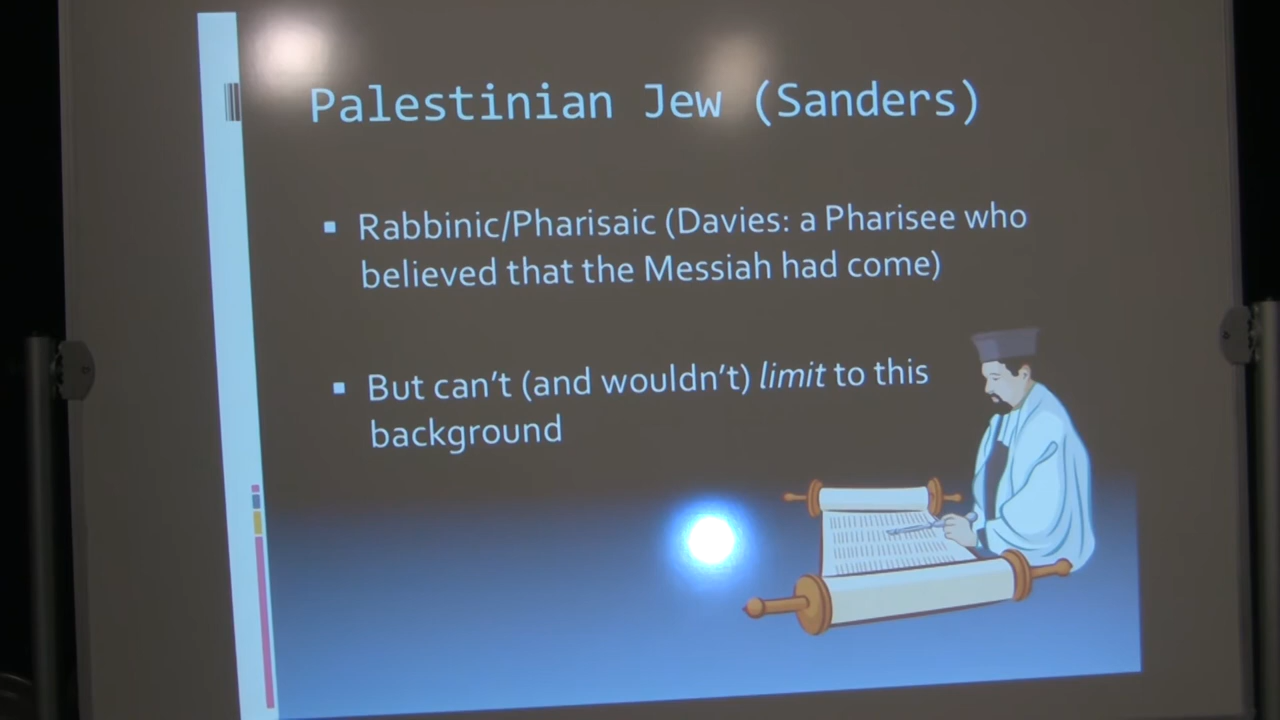 Palestinian Jew (Sanders)
Rabbinic/Pharisaic (Davies: a Pharisee who
believed that the Messiah had come)
But can't (and wouldn't) limit to this
background